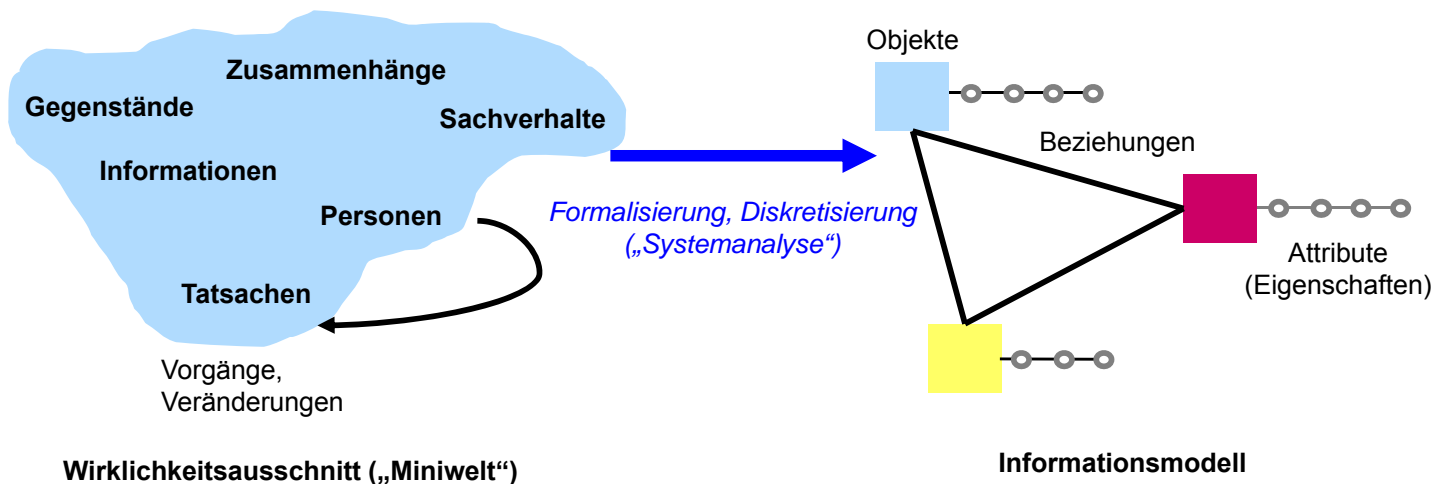 Zusammenhänge
Gegenstände
Sachverhalte
Informationen
Personen
Tatsachen
Vorgänge,
Veränderungen
Wirklichkeitsausschnitt („Miniwelt“)
Formalisierung, Diskretisierung
(„Systemanalyse“)
Objekte
Beziehungen
Attribute
(Eigenschaften)
Informationsmodell